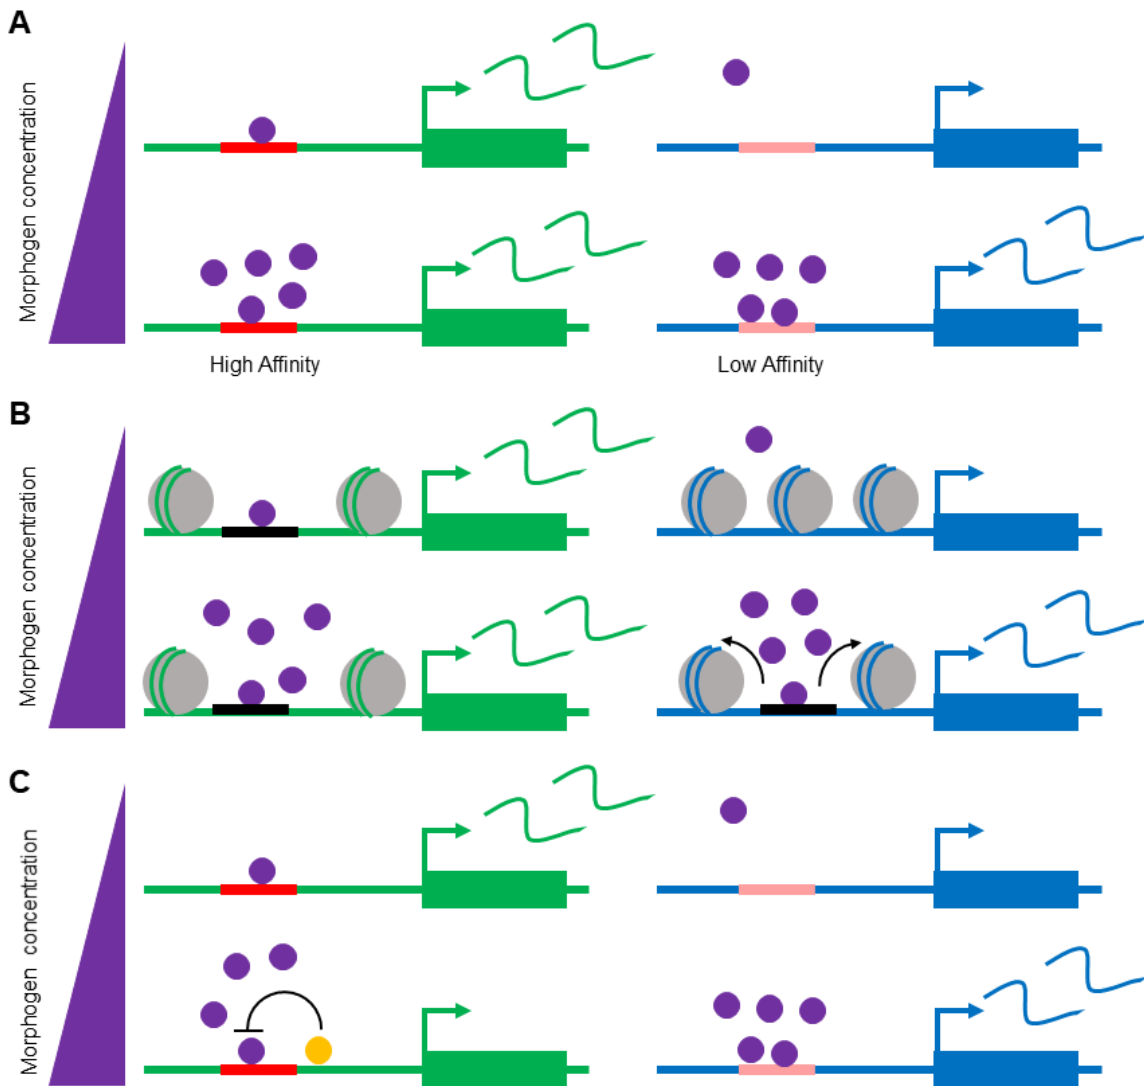 A
Morphogen concentration
High Affinity
Low Affinity
B
Morphogen concentration
C
Morphogen concentration